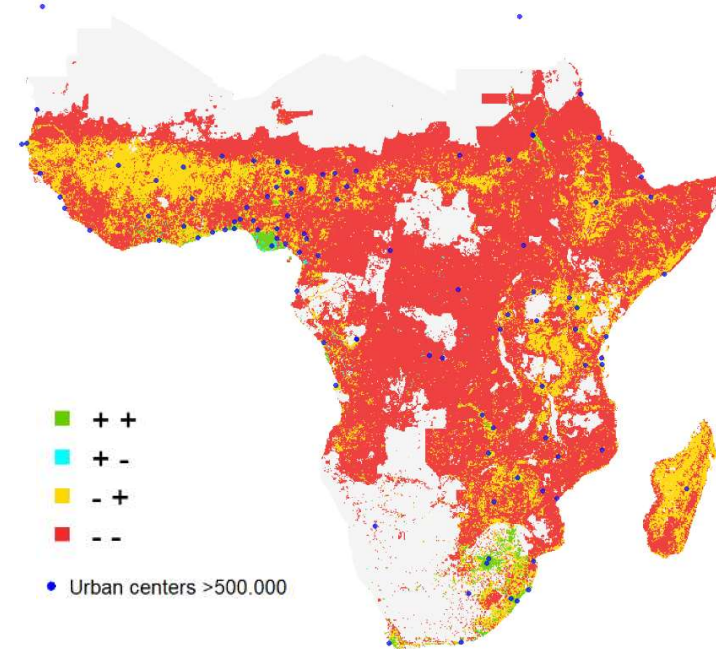 + +
+ -
- +
- -
Urban centers >500.000